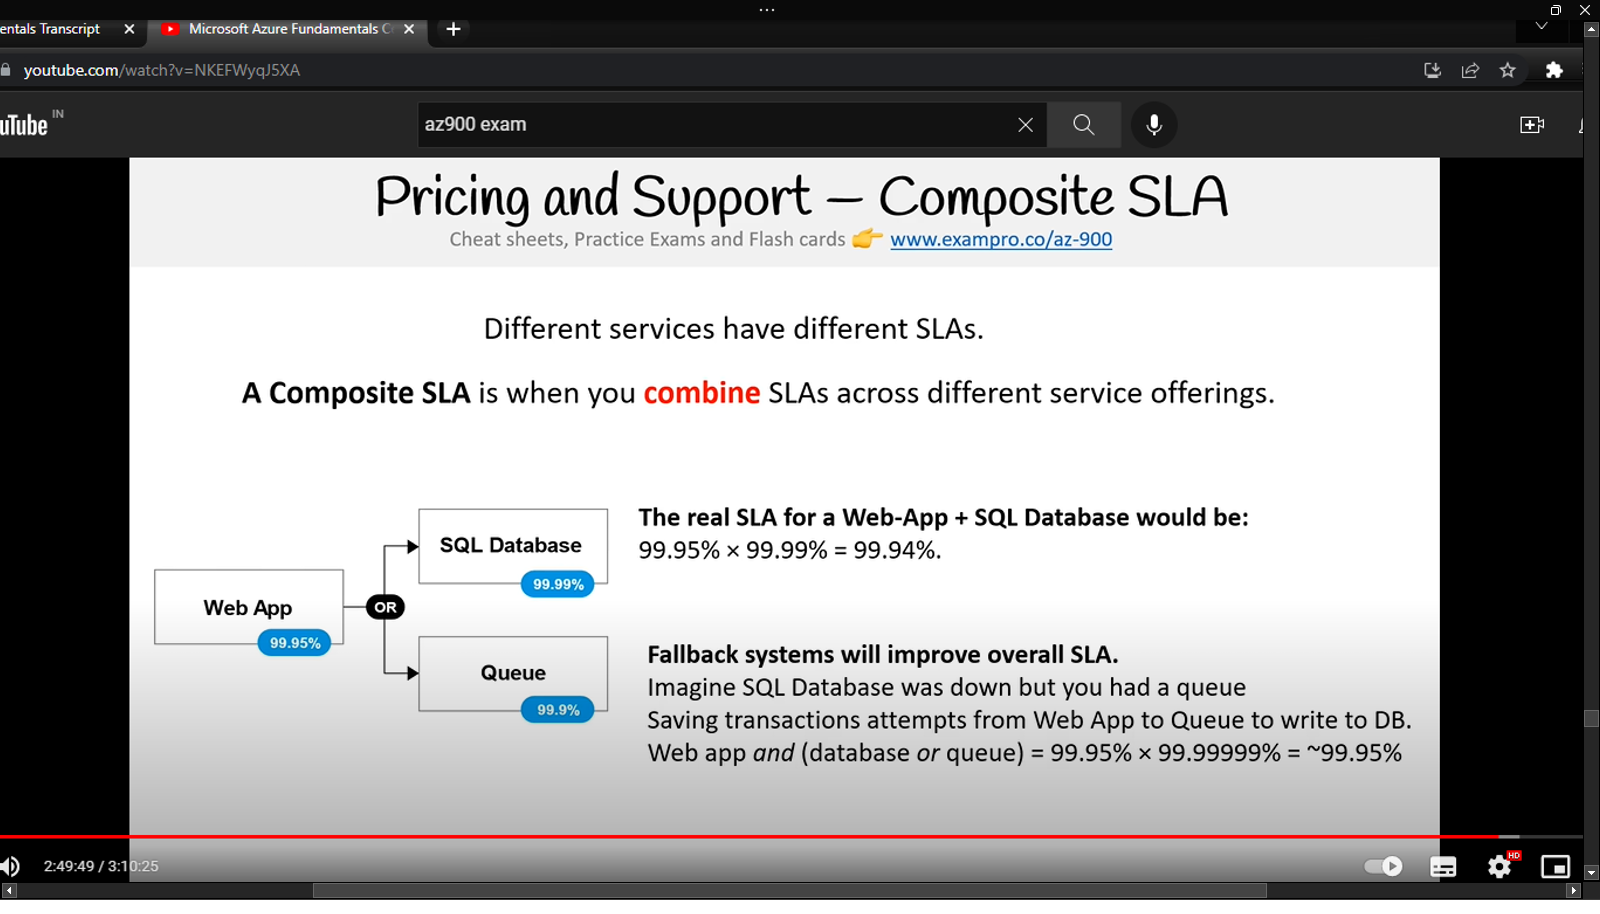 entals Transcript
Microsoft Azure Fundamentals C
youtube.com/watch?v=NKEFWyqJ5XA
uTube IN
az900 exam
Pricing and Support – Composite SLA
Cheat sheets, Practice Exams and Flash cards 👉 www.exampro.co/az-900
Different services have different SLAs.
A Composite SLA is when you combine SLAs across different service offerings.
SQL Database
99.99%
Web App
99.95%
OR
Queue
99.9%
The real SLA for a Web-App + SQL Database would be:
99.95% × 99.99% = 99.94%.
Fallback systems will improve overall SLA.
Imagine SQL Database was down but you had a queue
Saving transactions attempts from Web App to Queue to write to DB.
Web app and (database or queue) = 99.95% × 99.99999% = ~99.95%
2:49:49 / 3:10:25
HD